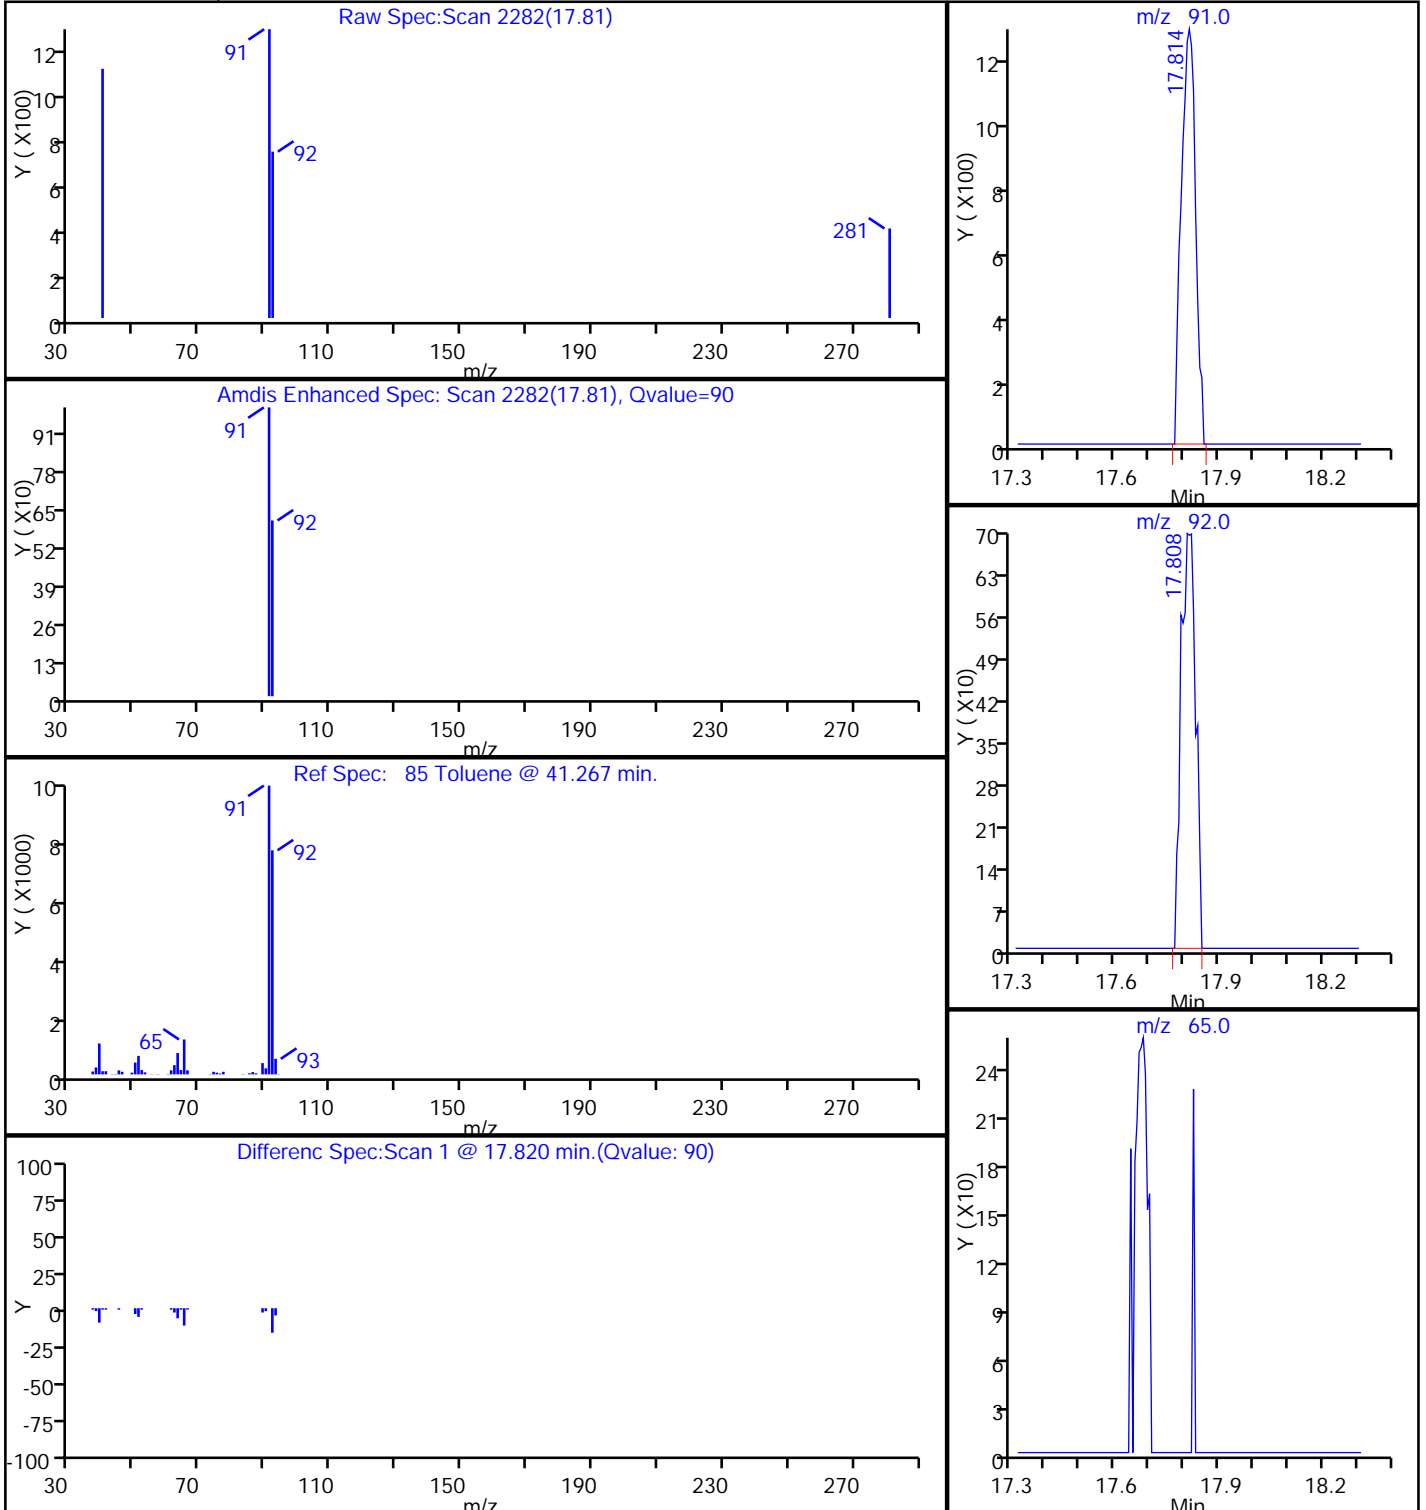 Raw Spec:Scan 2282(17.81)
Y ( X100)
12
10
8
6
4
2
0
91
92
281
30 70 110 150 190 230 270
m/z
Amdis Enhanced Spec: Scan 2282(17.81), Qvalue=90
Y ( X10)
91
78
65
52
39
26
13
0
91
92
30 70 110 150 190 230 270
m/z
Ref Spec: 85 Toluene @ 41.267 min.
Y ( X1000)
10
8
6
4
2
0
91
92
65
93
30 70 110 150 190 230 270
m/z
Differenc Spec:Scan 1 @ 17.820 min.(Qvalue: 90)
Y
100
75
50
25
0
-25
-50
-75
-100
30 70 110 150 190 230 270
m/z
m/z 91.0
17.814
Y ( X100)
12
10
8
6
4
2
0
17.3 17.6 17.9 18.2
Min
m/z 92.0
17.808
Y ( X10)
70
63
56
49
42
35
28
21
14
7
0
17.3 17.6 17.9 18.2
Min
m/z 65.0
Y ( X10)
24
21
18
15
12
9
6
3
0
17.3 17.6 17.9 18.2
Min